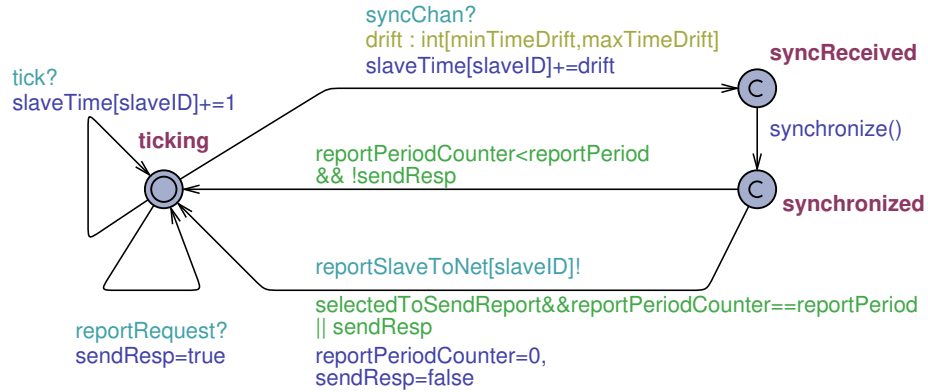 syncChan?
drift : int[minTimeDrift,maxTimeDrift]
slaveTime[slaveID]+=drift
syncReceived
tick?
slaveTime[slaveID]+=1
C
ticking
synchronize()
reportPeriodCounter<reportPeriod
&& !sendResp
C
synchronized
reportSlaveToNet[slaveID]!
selectedToSendReport&&reportPeriodCounter==reportPeriod
|| sendResp
reportRequest?
sendResp=true
reportPeriodCounter=0,
sendResp=false